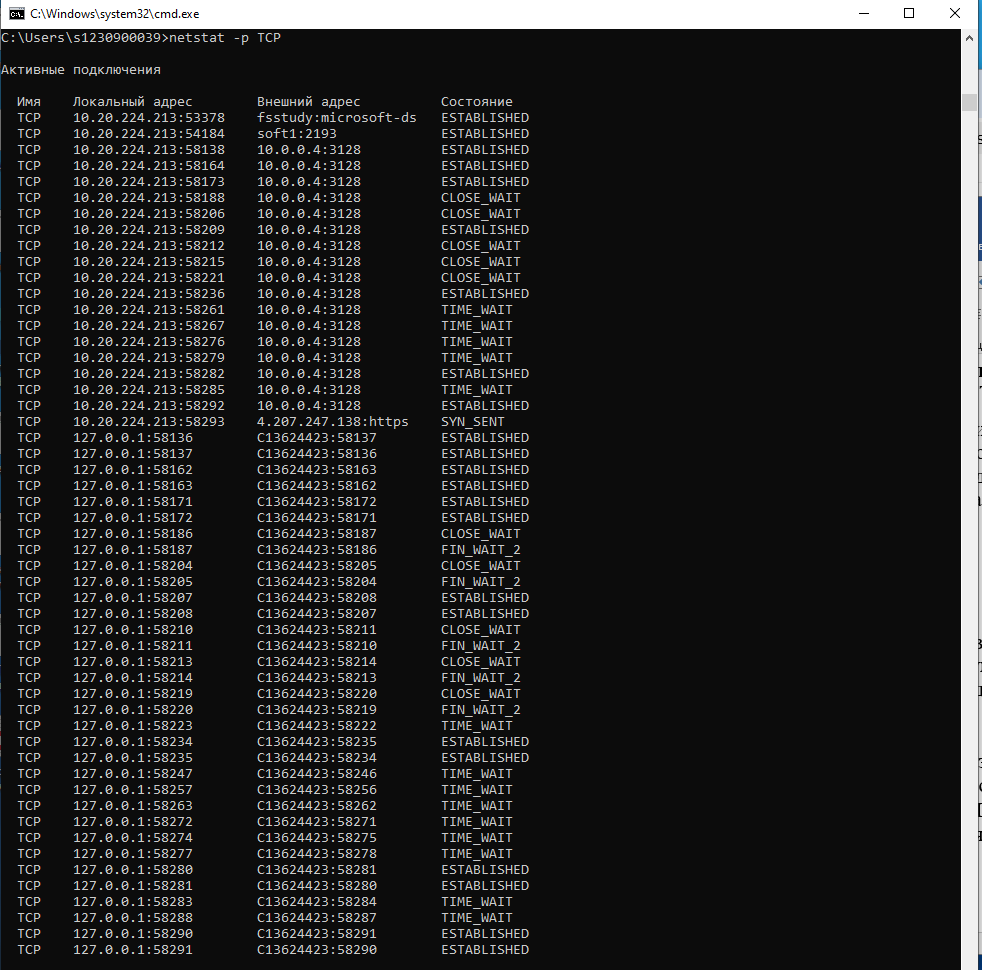 C:\Windows\system32\cmd.exe
C:\Users\s1230900039>netstat -p TCP
Активные подключения
Имя Локальный адрес Внешний адрес Состояние
TCP 10.20.224.213:53378 fsstudy:microsoft-ds ESTABLISHED
TCP 10.20.224.213:54184 soft1:2193 ESTABLISHED
TCP 10.20.224.213:58138 10.0.0.4:3128 ESTABLISHED
TCP 10.20.224.213:58164 10.0.0.4:3128 ESTABLISHED
TCP 10.20.224.213:58173 10.0.0.4:3128 ESTABLISHED
TCP 10.20.224.213:58188 10.0.0.4:3128 CLOSE_WAIT
TCP 10.20.224.213:58206 10.0.0.4:3128 CLOSE_WAIT
TCP 10.20.224.213:58209 10.0.0.4:3128 ESTABLISHED
TCP 10.20.224.213:58212 10.0.0.4:3128 CLOSE_WAIT
TCP 10.20.224.213:58215 10.0.0.4:3128 CLOSE_WAIT
TCP 10.20.224.213:58221 10.0.0.4:3128 CLOSE_WAIT
TCP 10.20.224.213:58236 10.0.0.4:3128 ESTABLISHED
TCP 10.20.224.213:58261 10.0.0.4:3128 TIME_WAIT
TCP 10.20.224.213:58267 10.0.0.4:3128 TIME_WAIT
TCP 10.20.224.213:58276 10.0.0.4:3128 TIME_WAIT
TCP 10.20.224.213:58279 10.0.0.4:3128 TIME_WAIT
TCP 10.20.224.213:58282 10.0.0.4:3128 ESTABLISHED
TCP 10.20.224.213:58285 10.0.0.4:3128 TIME_WAIT
TCP 10.20.224.213:58292 10.0.0.4:3128 ESTABLISHED
TCP 10.20.224.213:58293 4.207.247.138:https SYN_SENT
TCP 127.0.0.1:58136 C13624423:58137 ESTABLISHED
TCP 127.0.0.1:58137 C13624423:58136 ESTABLISHED
TCP 127.0.0.1:58162 C13624423:58163 ESTABLISHED
TCP 127.0.0.1:58163 C13624423:58162 ESTABLISHED
TCP 127.0.0.1:58171 C13624423:58172 ESTABLISHED
TCP 127.0.0.1:58172 C13624423:58171 ESTABLISHED
TCP 127.0.0.1:58186 C13624423:58187 CLOSE_WAIT
TCP 127.0.0.1:58187 C13624423:58186 FIN_WAIT_2
TCP 127.0.0.1:58204 C13624423:58205 CLOSE_WAIT
TCP 127.0.0.1:58205 C13624423:58204 FIN_WAIT_2
TCP 127.0.0.1:58207 C13624423:58208 ESTABLISHED
TCP 127.0.0.1:58208 C13624423:58207 ESTABLISHED
TCP 127.0.0.1:58210 C13624423:58211 CLOSE_WAIT
TCP 127.0.0.1:58211 C13624423:58210 FIN_WAIT_2
TCP 127.0.0.1:58213 C13624423:58214 CLOSE_WAIT
TCP 127.0.0.1:58214 C13624423:58213 FIN_WAIT_2
TCP 127.0.0.1:58219 C13624423:58220 CLOSE_WAIT
TCP 127.0.0.1:58220 C13624423:58219 FIN_WAIT_2
TCP 127.0.0.1:58223 C13624423:58222 TIME_WAIT
TCP 127.0.0.1:58234 C13624423:58235 ESTABLISHED
TCP 127.0.0.1:58235 C13624423:58234 ESTABLISHED
TCP 127.0.0.1:58247 C13624423:58246 TIME_WAIT
TCP 127.0.0.1:58257 C13624423:58256 TIME_WAIT
TCP 127.0.0.1:58263 C13624423:58262 TIME_WAIT
TCP 127.0.0.1:58272 C13624423:58271 TIME_WAIT
TCP 127.0.0.1:58274 C13624423:58275 TIME_WAIT
TCP 127.0.0.1:58277 C13624423:58278 TIME_WAIT
TCP 127.0.0.1:58280 C13624423:58281 ESTABLISHED
TCP 127.0.0.1:58281 C13624423:58280 ESTABLISHED
TCP 127.0.0.1:58283 C13624423:58284 TIME_WAIT
TCP 127.0.0.1:58288 C13624423:58287 TIME_WAIT
TCP 127.0.0.1:58290 C13624423:58291 ESTABLISHED
TCP 127.0.0.1:58291 C13624423:58290 ESTABLISHED